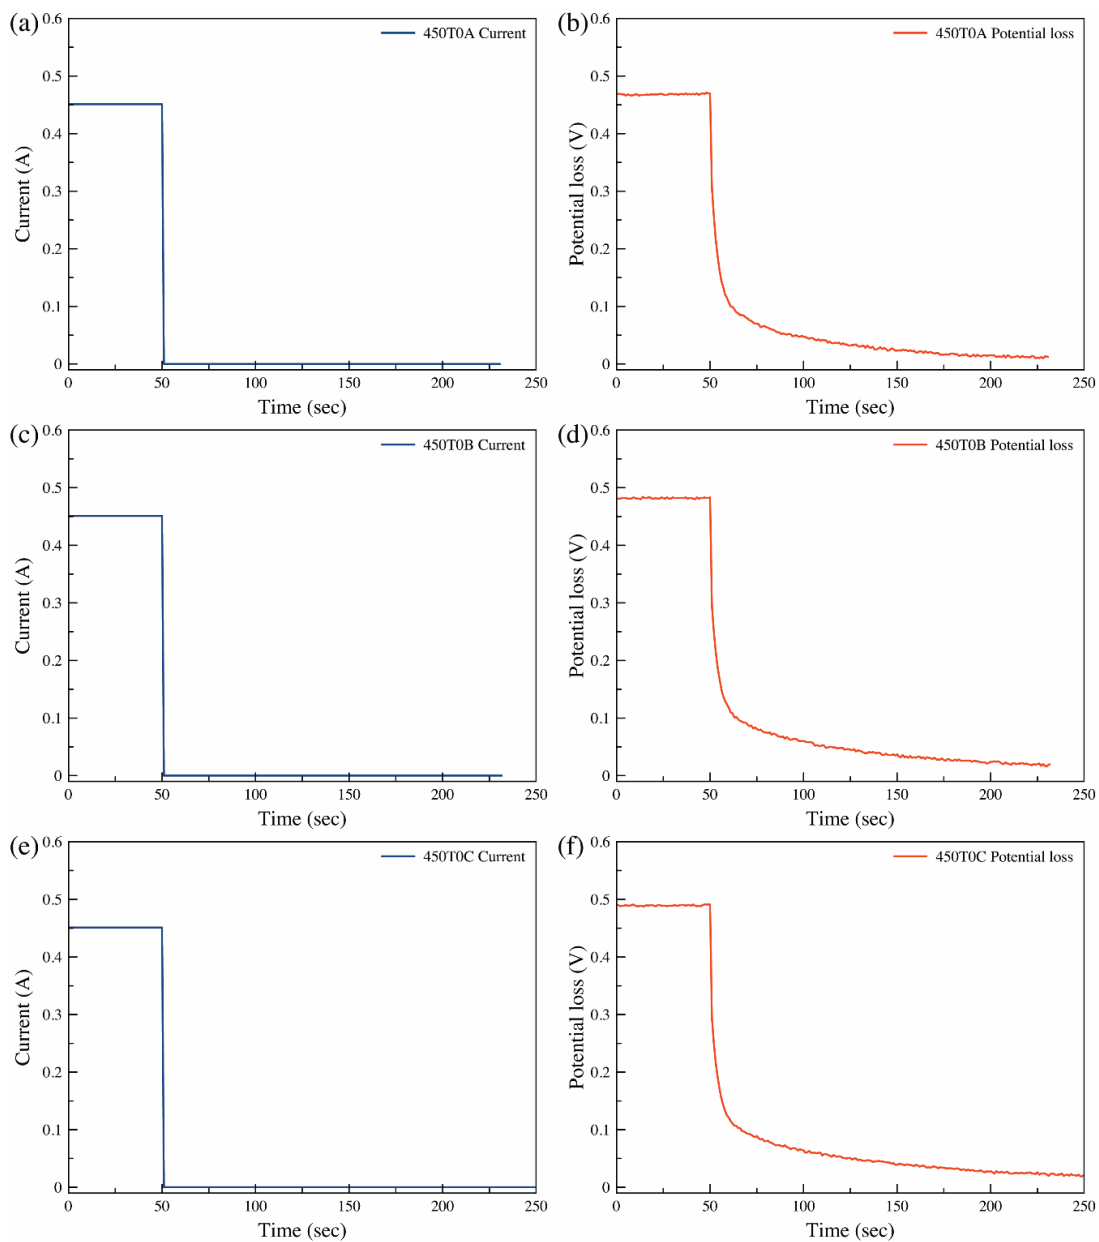 (a)
0.6
0.5
0.4
0.3
0.2
0.1
0
Current (A)
450T0A Current
0 50 100 150 200 250
Time (sec)
(b)
0.6
0.5
0.4
0.3
0.2
0.1
0
Potential loss (V)
450T0A Potential loss
0 50 100 150 200 250
Time (sec)
(c)
0.6
0.5
0.4
0.3
0.2
0.1
0
Current (A)
450T0B Current
0 50 100 150 200 250
Time (sec)
(d)
0.6
0.5
0.4
0.3
0.2
0.1
0
Potential loss (V)
450T0B Potential loss
0 50 100 150 200 250
Time (sec)
(e)
0.6
0.5
0.4
0.3
0.2
0.1
0
Current (A)
450T0C Current
0 50 100 150 200 250
Time (sec)
(f)
0.6
0.5
0.4
0.3
0.2
0.1
0
Potential loss (V)
450T0C Potential loss
0 50 100 150 200 250
Time (sec)